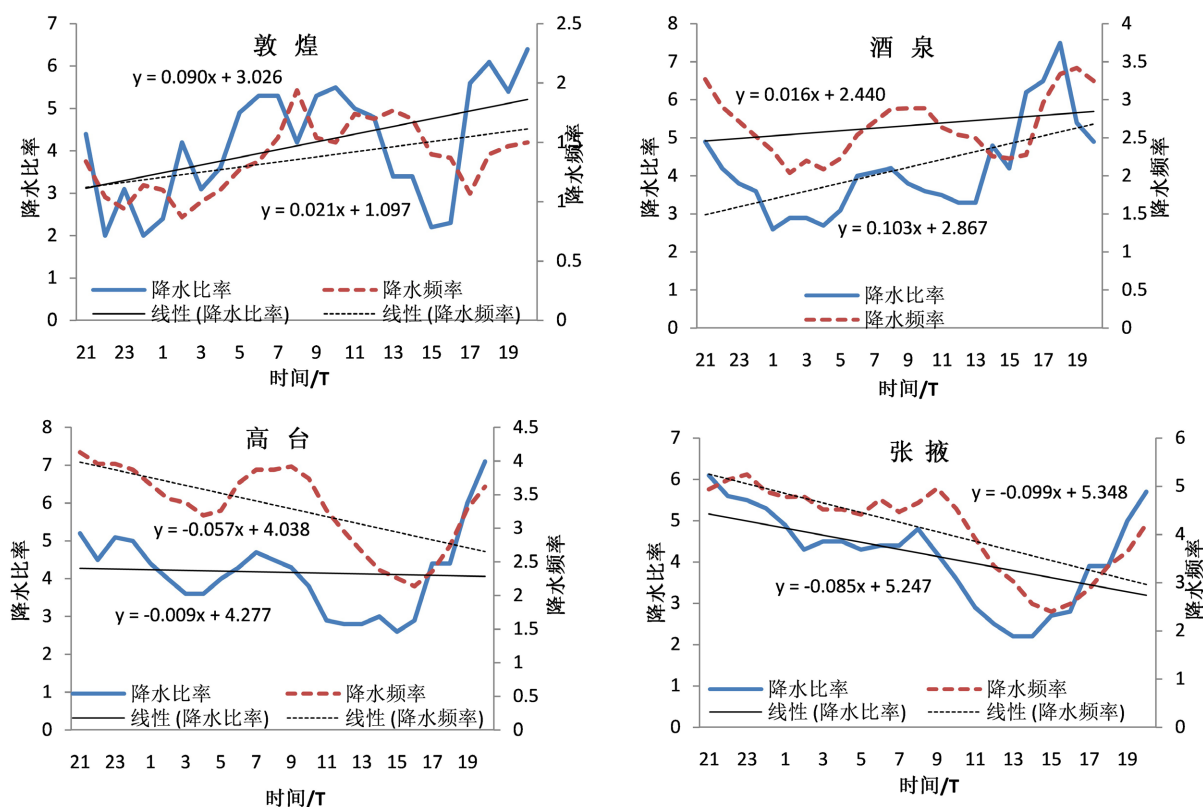 敦 煌
降水比率
7
6
5
4
3
2
1
0
y = 0.090x + 3.026
y = 0.021x + 1.097
2.5
2
1.5
1
0.5
0
降水频率
降水比率
降水频率
线性 (降水比率)
线性 (降水频率)
21 23 1 3 5 7 9 11 13 15 17 19
时间/T
酒 泉
降水比率
8
7
6
5
4
3
2
1
0
y = 0.016x + 2.440
y = 0.103x + 2.867
4
3.5
3
2.5
2
1.5
1
0.5
0
降水频率
降水比率
降水频率
21 23 1 3 5 7 9 11 13 15 17 19
时间/T
高 台
降水比率
8
7
6
5
4
3
2
1
0
y = -0.057x + 4.038
y = -0.009x + 4.277
4.5
4
3.5
3
2.5
2
1.5
1
0.5
0
降水频率
降水比率
降水频率
线性 (降水比率)
线性 (降水频率)
21 23 1 3 5 7 9 11 13 15 17 19
时间/T
张 掖
降水比率
7
6
5
4
3
2
1
0
y = -0.099x + 5.348
y = -0.085x + 5.247
6
5
4
3
2
1
0
降水频率
降水比率
降水频率
线性 (降水比率)
线性 (降水频率)
21 23 1 3 5 7 9 11 13 15 17 19
时间/T